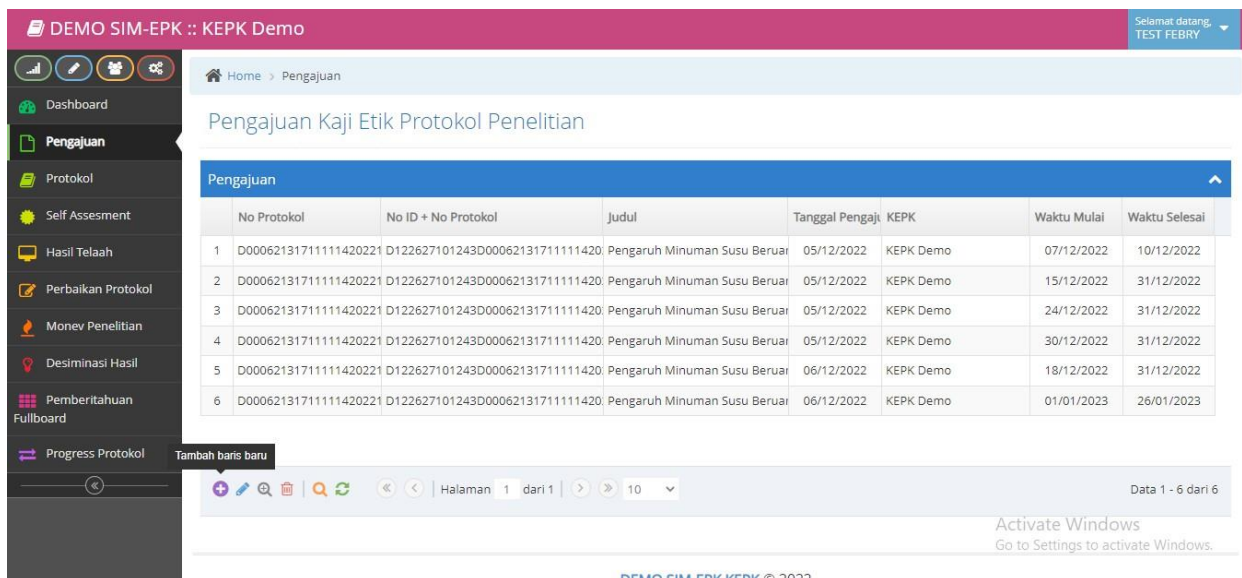 DEMO SIM-EPK :: KEPK Demo
Selamat datang,
TEST FEBRY
Home > Pengajuan
Dashboard
Pengajuan
Protokol
Self Assesment
Hasil Telaah
Perbaikan Protokol
Monev Penelitian
Desiminasi Hasil
Pemberitahuan
Fullboard
Progress Protokol
Pengajuan Kaji Etik Protokol Penelitian
Pengajuan
No Protokol No ID + No Protokol Judul Tanggal Pengaju KEPK Waktu Mulai Waktu Selesai
1 D00062131711111420221 D122627101243D00062131711111420 Pengaruh Minuman Susu Beruar 05/12/2022 KEPK Demo 07/12/2022 10/12/2022
2 D00062131711111420221 D122627101243D00062131711111420 Pengaruh Minuman Susu Beruar 05/12/2022 KEPK Demo 15/12/2022 31/12/2022
3 D00062131711111420221 D122627101243D00062131711111420 Pengaruh Minuman Susu Beruar 05/12/2022 KEPK Demo 24/12/2022 31/12/2022
4 D00062131711111420221 D122627101243D00062131711111420 Pengaruh Minuman Susu Beruar 05/12/2022 KEPK Demo 30/12/2022 31/12/2022
5 D00062131711111420221 D122627101243D00062131711111420 Pengaruh Minuman Susu Beruar 06/12/2022 KEPK Demo 18/12/2022 31/12/2022
6 D00062131711111420221 D122627101243D00062131711111420 Pengaruh Minuman Susu Beruar 06/12/2022 KEPK Demo 01/01/2023 26/01/2023
Tambah baris baru
Halaman 1 dari 1 10 Data 1 - 6 dari 6
Activate Windows
Go to Settings to activate Windows.
DEMO SIM-EPK KEPK © 2022